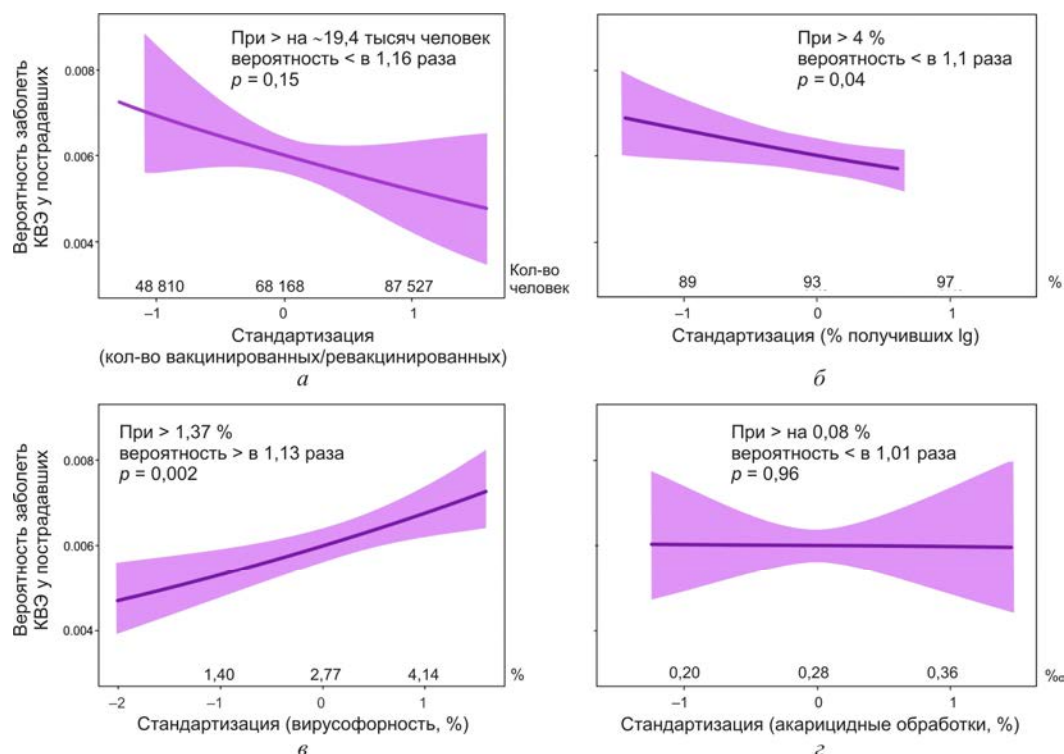 При > на ~19,4 тысяч человек
вероятность < в 1,16 раза
p = 0,15
0.008
0.006
0.004
Вероятность заболеть
КВЭ у пострадавших
48 810 68 168 87 527
Кол-во
человек
–1 0 1
Стандартизация
(кол-во вакцинированных/ревакцинированных)
а
При > 4 %
вероятность < в 1,1 раза
p = 0,04
89 93 97 %
–1 0 1
Стандартизация (% получивших Ig)
б
При > 1,37 %
вероятность > в 1,13 раза
p = 0,002
0.008
0.006
0.004
Вероятность заболеть
КВЭ у пострадавших
1,40 2,77 4,14 %
–2 –1 0 1
Стандартизация (вирусофорность, %)
в
При > на 0,08 %
вероятность < в 1,01 раза
p = 0,96
0,20 0,28 0,36
–1 0 1
Стандартизация (акарицидные обработки, %)
г